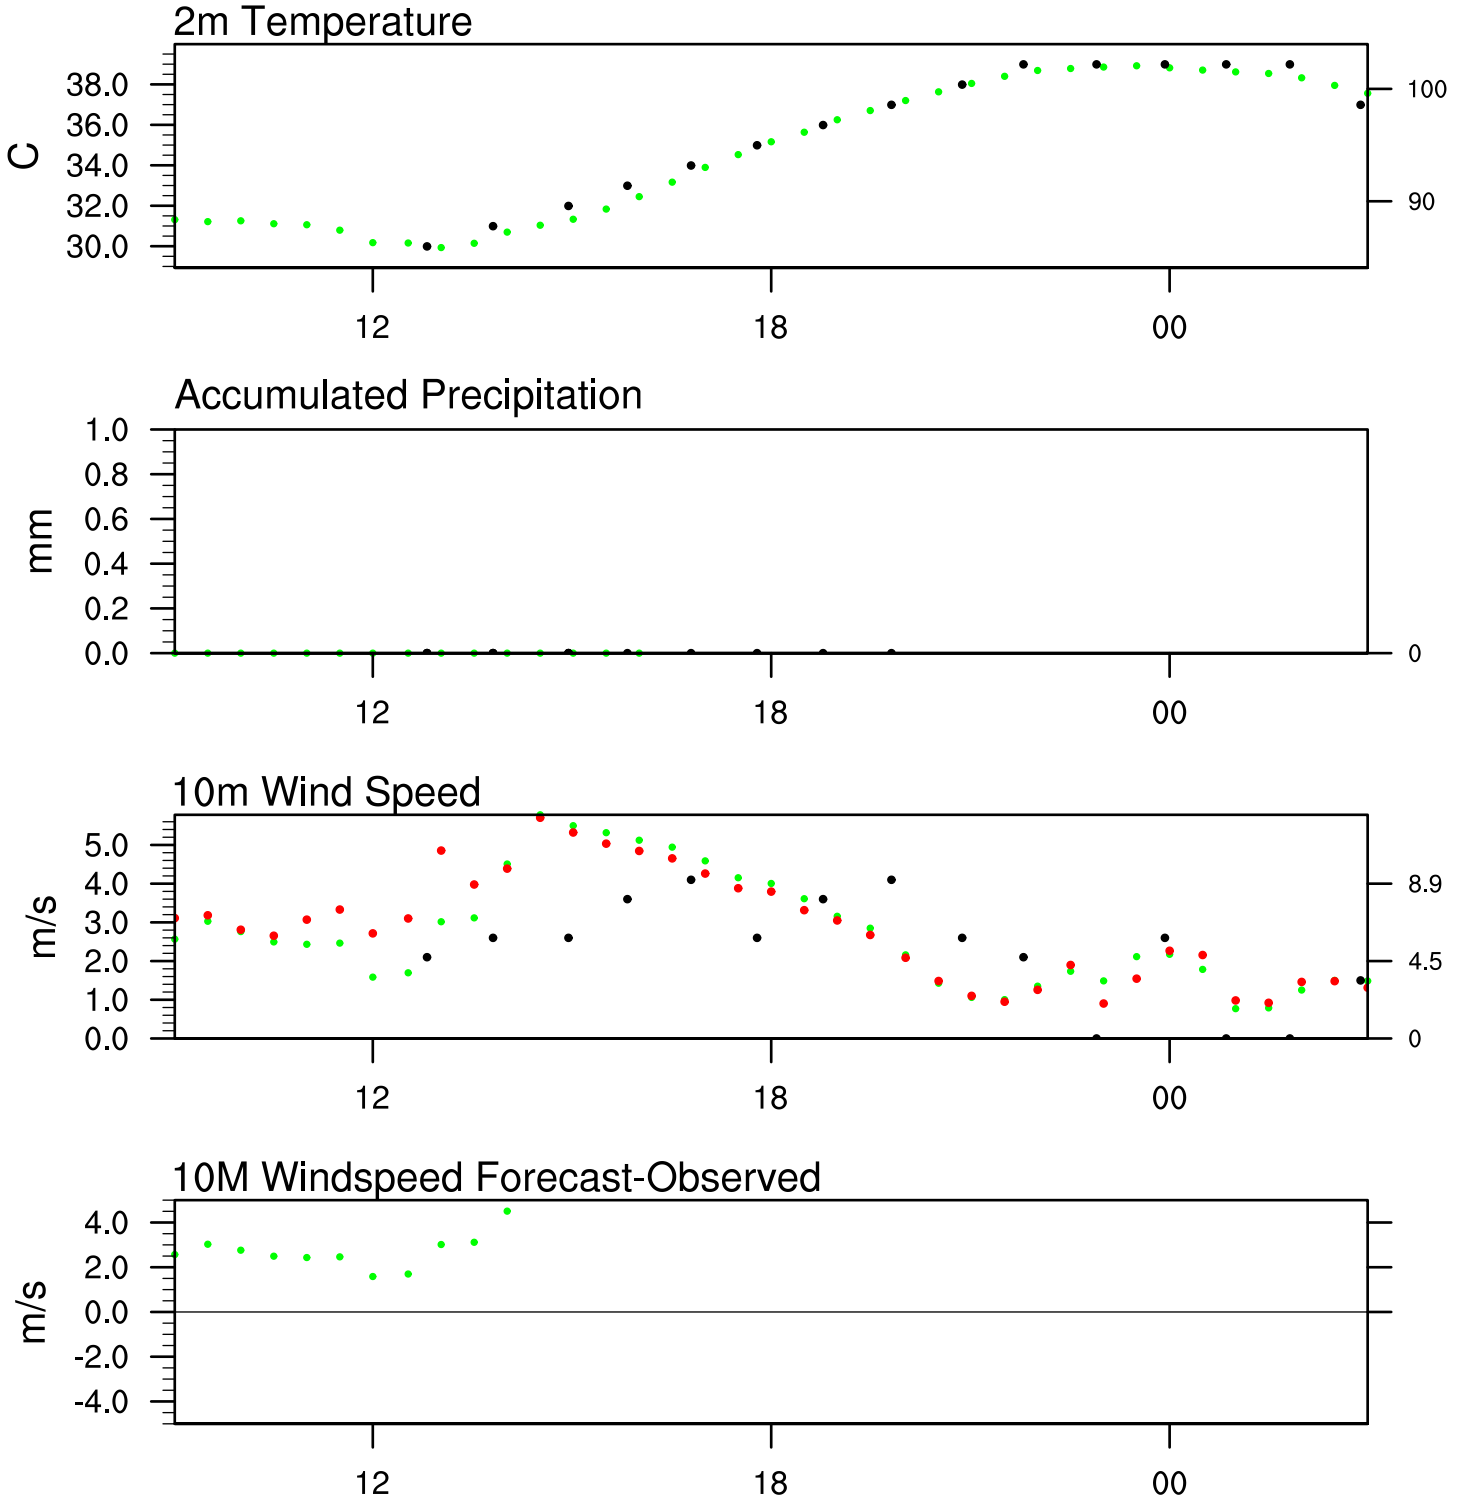 2m Temperature
38.0
36.0
34.0
32.0
30.0
C
100
90
12 18 00
Accumulated Precipitation
1.0
0.8
0.6
0.4
0.2
0.0
mm
0
12 18 00
10m Wind Speed
5.0
4.0
3.0
2.0
1.0
0.0
m/s
8.9
4.5
0
12 18 00
10M Windspeed Forecast-Observed
4.0
2.0
0.0
-2.0
-4.0
m/s
12 18 00